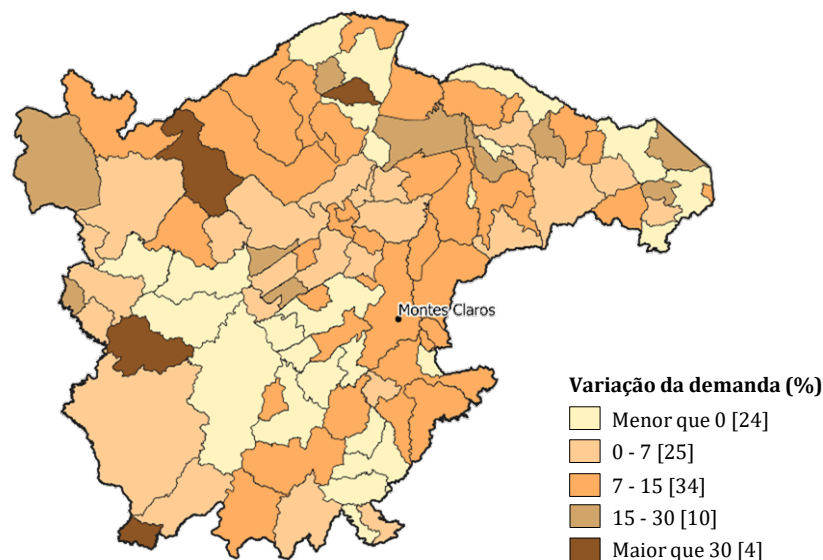 Montes Claros
Variação da demanda (%)
Menor que 0 [24]
0 - 7 [25]
7 - 15 [34]
15 - 30 [10]
Maior que 30 [4]